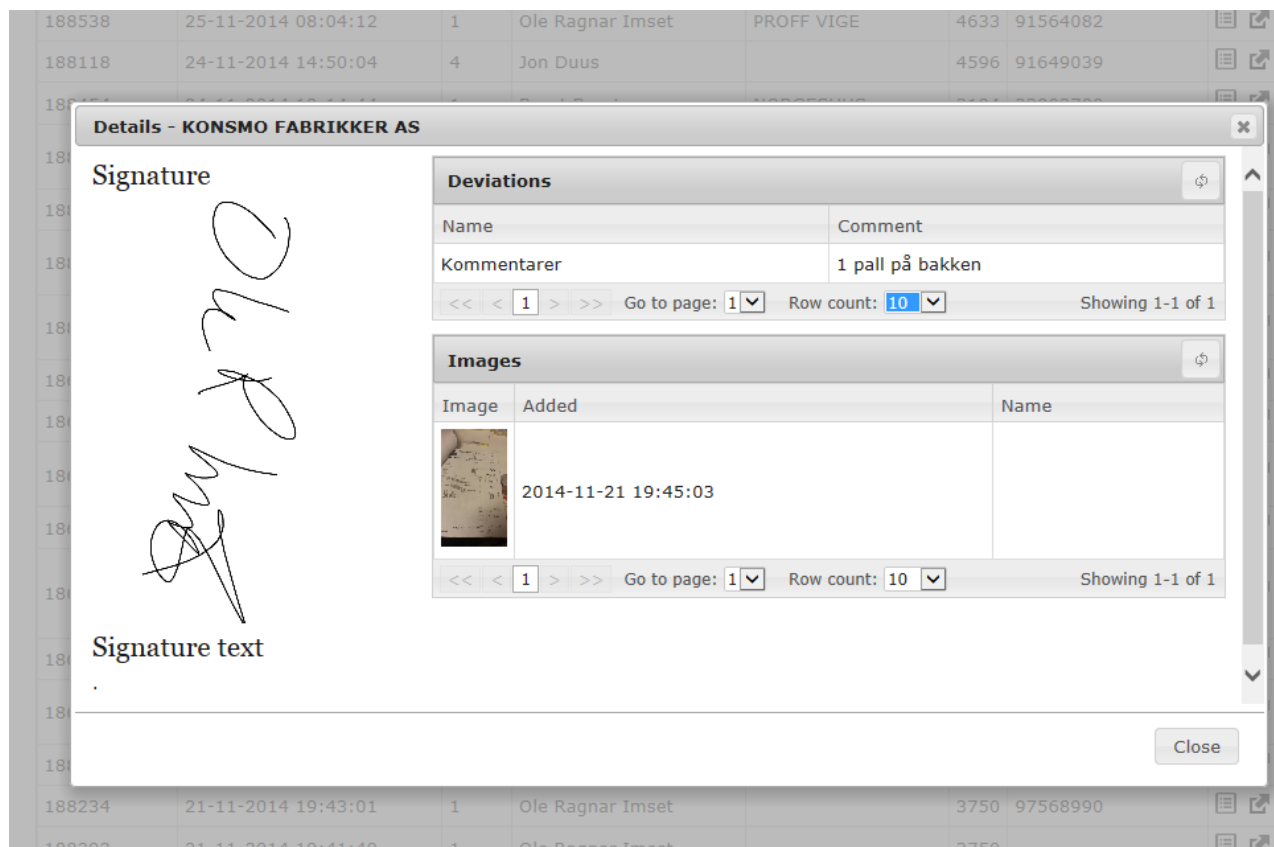 188538 25-11-2014 08:04:12 1 Ole Ragnar Imset PROFF VIGE 4633 91564082
188118 24-11-2014 14:50:04 4 Jon Duus 4596 91649039
Details - KONSMO FABRIKKER AS
Signature
Deviations
Name Comment
Kommentarer 1 pall på bakken
<< < 1 > >> Go to page: 1 Row count: 10 Showing 1-1 of 1
Images
Image Added Name
2014-11-21 19:45:03
<< < 1 > >> Go to page: 1 Row count: 10 Showing 1-1 of 1
Signature text
.
Close
188234 21-11-2014 19:43:01 1 Ole Ragnar Imset 3750 97568990